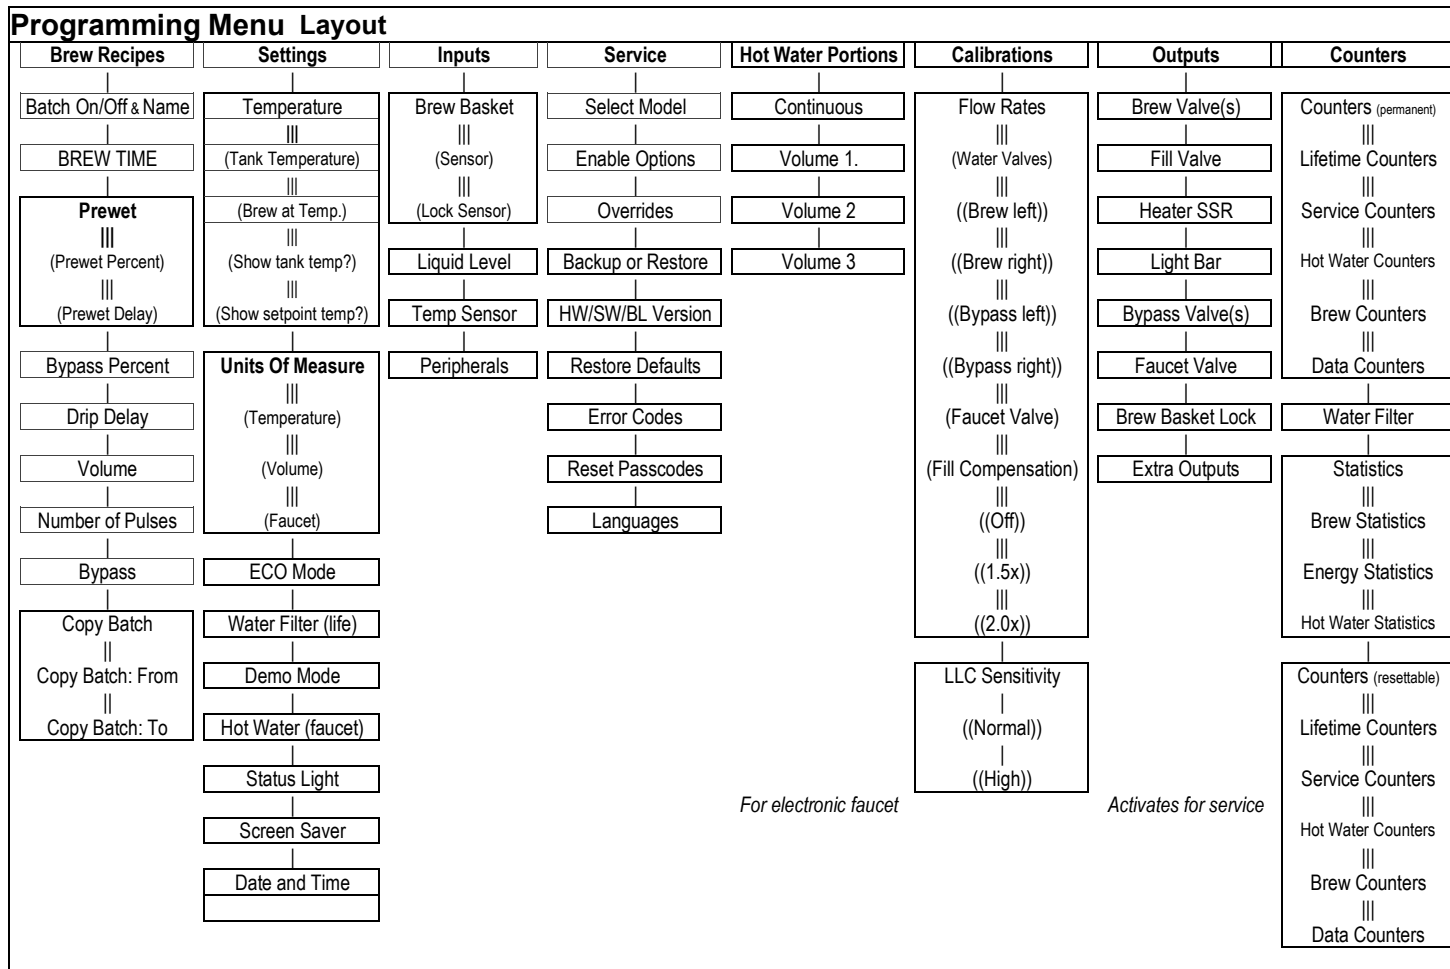 Programming Menu Layout
Brew Recipes
Batch On/Off & Name
BREW TIME
Prewet
(Prewet Percent)
(Prewet Delay)
Bypass Percent
Drip Delay
Volume
Number of Pulses
Bypass
Copy Batch
Copy Batch: From
Copy Batch: To
Settings
Temperature
(Tank Temperature)
(Brew at Temp.)
(Show tank temp?)
(Show setpoint temp?)
Units Of Measure
(Temperature)
(Volume)
(Faucet)
ECO Mode
Water Filter (life)
Demo Mode
Hot Water (faucet)
Status Light
Screen Saver
Date and Time
Inputs
Brew Basket
(Sensor)
(Lock Sensor)
Liquid Level
Temp Sensor
Peripherals
Service
Select Model
Enable Options
Overrides
Backup or Restore
HW/SW/BL Version
Restore Defaults
Error Codes
Reset Passcodes
Languages
Hot Water Portions
Continuous
Volume 1.
Volume 2
Volume 3
For electronic faucet
Calibrations
Flow Rates
(Water Valves)
((Brew left))
((Brew right))
((Bypass left))
((Bypass right))
(Faucet Valve)
(Fill Compensation)
((Off))
((1.5x))
((2.0x))
LLC Sensitivity
((Normal))
((High))
Outputs
Brew Valve(s)
Fill Valve
Heater SSR
Light Bar
Bypass Valve(s)
Faucet Valve
Brew Basket Lock
Extra Outputs
Activates for service
Counters
Counters (permanent)
Lifetime Counters
Service Counters
Hot Water Counters
Brew Counters
Data Counters
Water Filter
Statistics
Brew Statistics
Energy Statistics
Hot Water Statistics
Counters (resettable)
Lifetime Counters
Service Counters
Hot Water Counters
Brew Counters
Data Counters